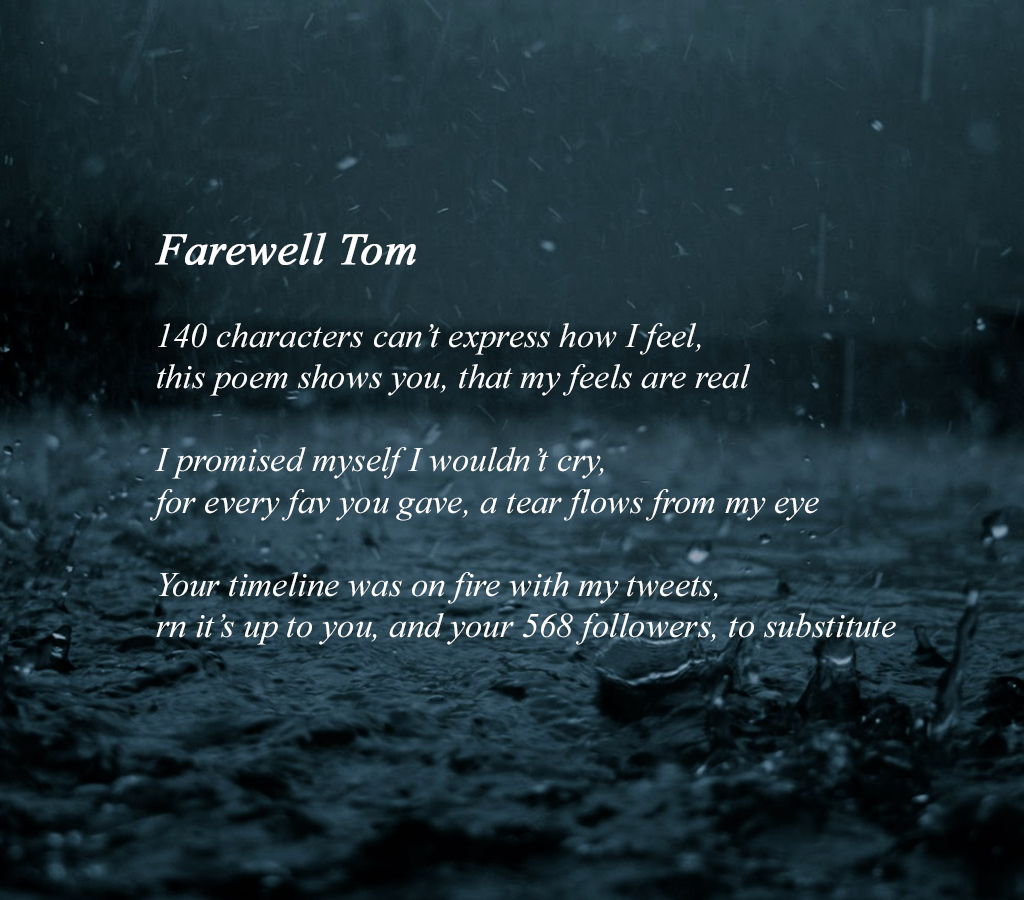 Farewell Tom
140 characters can't express how I feel,
this poem shows you, that my feels are real
I promised myself I wouldn't cry,
for every fav you gave, a tear flows from my eye
Your timeline was on fire with my tweets,
rn it's up to you, and your 568 followers, to substitute